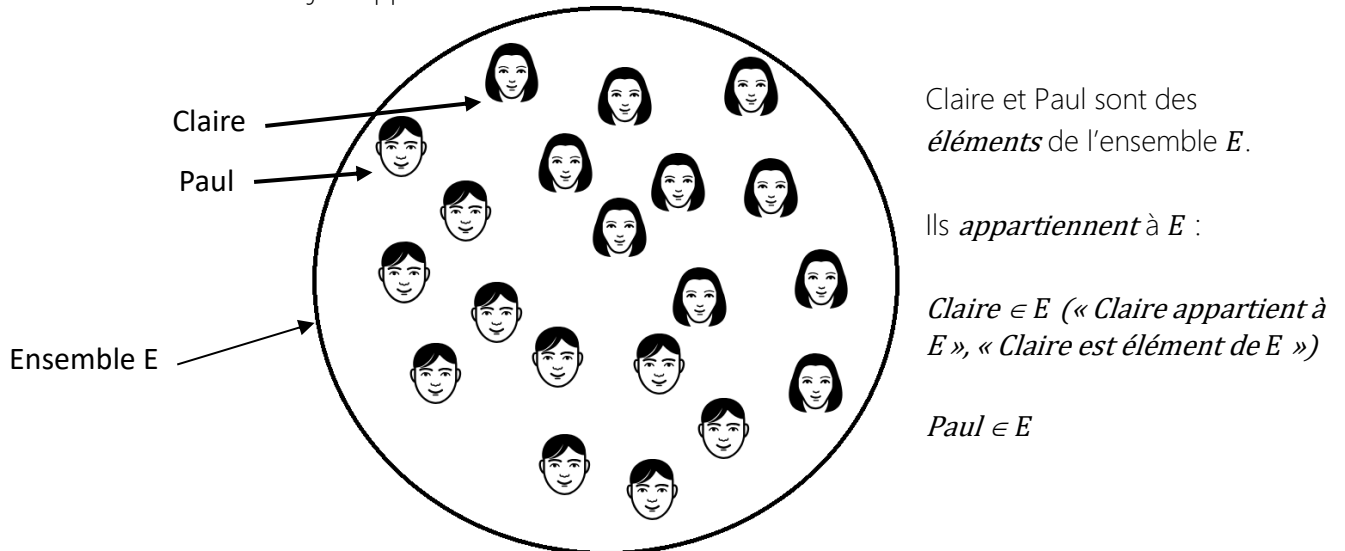 Claire
Paul
Ensemble E
Claire et Paul sont des
éléments de l'ensemble E.
Ils appartiennent à E :
Claire ∈ E (« Claire appartient à
E », « Claire est élément de E »)
Paul ∈ E